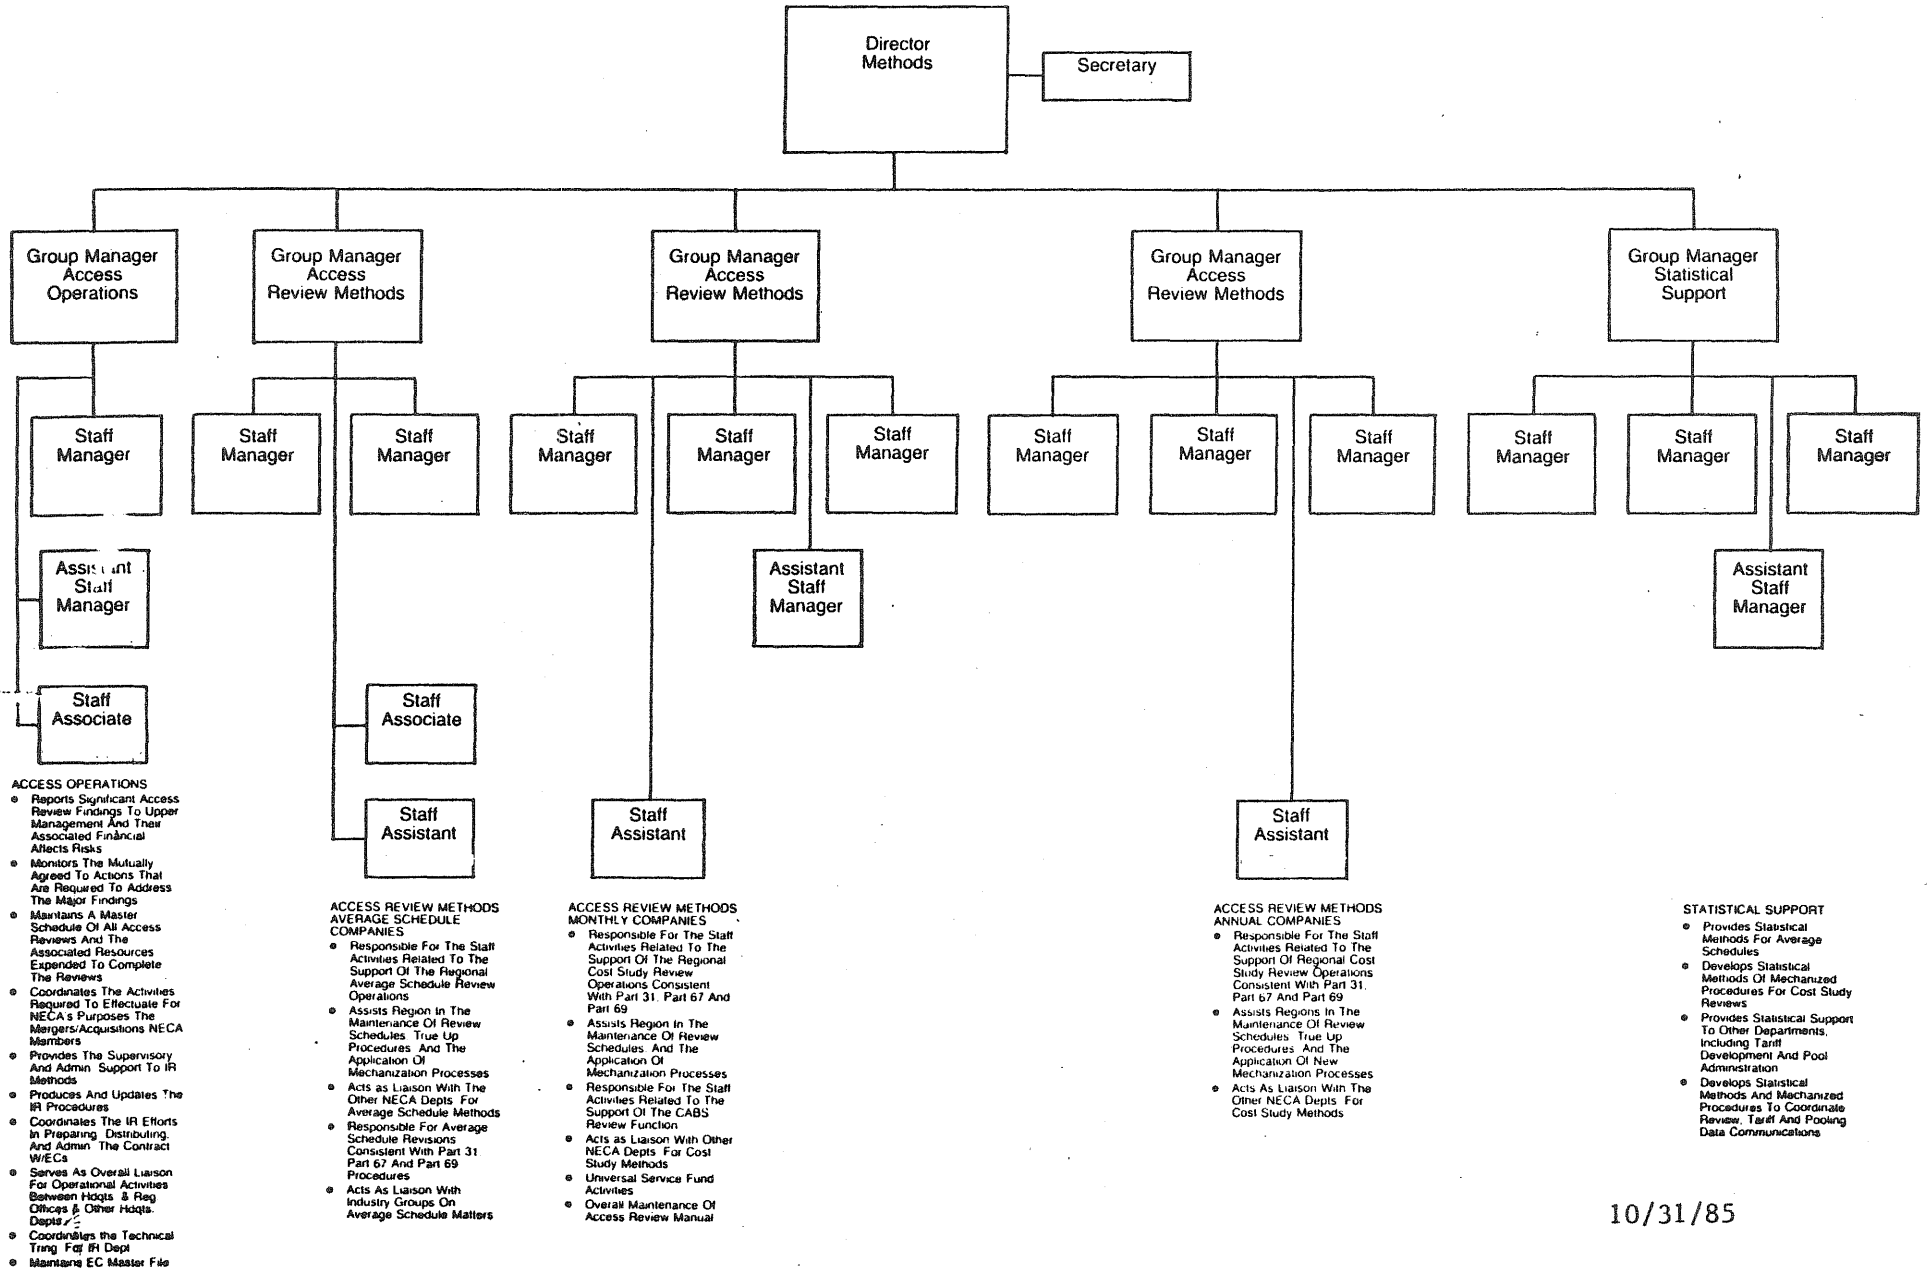 Director
Methods
Secretary
Group Manager
Access
Operations
Group Manager
Access
Review Methods
Group Manager
Access
Review Methods
Group Manager
Access
Review Methods
Group Manager
Statistical
Support
Staff
Manager
Staff
Manager
Staff
Manager
Staff
Manager
Staff
Manager
Staff
Manager
Staff
Manager
Staff
Manager
Staff
Manager
Staff
Manager
Staff
Manager
Staff
Manager
Assistant
Staff
Manager
Assistant
Staff
Manager
Assistant
Staff
Manager
Staff
Associate
Staff
Associate
Staff
Assistant
Staff
Assistant
Staff
Assistant
ACCESS OPERATIONS
Reports Significant Access
Review Findings To Upper
Management And Their
Associated Financial
Affects Risks
Monitors The Mutually
Agreed To Actions That
Are Required To Address
The Major Findings
Maintains A Master
Schedule Of All Access
Reviews And The
Associated Resources
Expended To Complete
The Reviews
Coordinates The Activities
Required To Effectuate For
NECA's Purposes The
Mergers/Acquisitions NECA
Members
Provides The Supervisory
And Admin Support To IR
Methods
Produces And Updates The
IR Procedures
Coordinates The IR Efforts
In Preparing Distributing.
And Admin The Contract
W/ECs
Serves As Overall Liaison
For Operational Activities
Between Hdqts & Reg
Offices & Other Hdqts.
Depts
Coordinates the Technical
Trng For IR Dept
Maintains EC Master File
ACCESS REVIEW METHODS
AVERAGE SCHEDULE
COMPANIES
Responsible For The Staff
Activities Related To The
Support Of The Regional
Average Schedule Review
Operations
Assists Region In The
Maintenance Of Review
Schedules True Up
Procedures And The
Application Of
Mechanization Processes
Acts as Liaison With The
Other NECA Depts For
Average Schedule Methods
Responsible For Average
Schedule Revisions
Consistent With Part 31
Part 67 And Part 69
Procedures
Acts As Liaison With
Industry Groups On
Average Schedule Matters
ACCESS REVIEW METHODS
MONTHLY COMPANIES
Responsible For The Staff
Activities Related To The
Support Of The Regional
Cost Study Review
Operations Consistent
With Part 31. Part 67 And
Part 69
Assists Region In The
Maintenance Of Review
Schedules And The
Application Of
Mechanization Processes
Responsible For The Staff
Activities Related To The
Support Of The CABS
Review Function
Acts as Liaison With Other
NECA Depts For Cost
Study Methods
Universal Service Fund
Activities
Overall Maintenance Of
Access Review Manual
ACCESS REVIEW METHODS
ANNUAL COMPANIES
Responsible For The Staff
Activities Related To The
Support Of Regional Cost
Study Review Operations
Consistent With Part 31.
Part 67 And Part 69
Assists Regions In The
Maintenance Of Review
Schedules True Up
Procedures And The
Application Of New
Mechanization Processes
Acts As Liaison With The
Other NECA Depts For
Cost Study Methods
STATISTICAL SUPPORT
Provides Statistical
Methods For Average
Schedules
Develops Statistical
Methods Of Mechanized
Procedures For Cost Study
Reviews
Provides Statistical Support
To Other Departments,
Including Tariff
Development And Pool
Administration
Develops Statistical
Methods And Mechanized
Procedures To Coordinate
Review, Tariff And Pooling
Data Communications
10/31/85